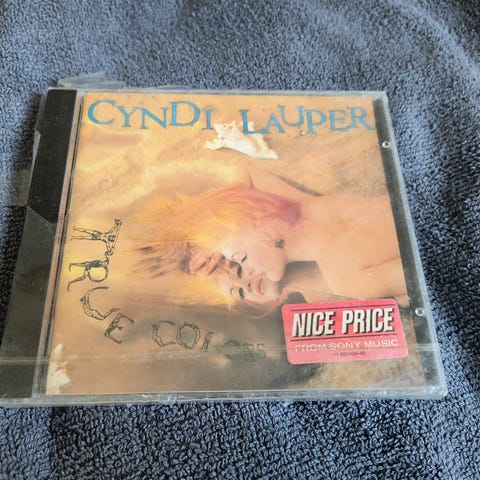 CYNDI LAUPER
TRUE COLORS
NICE PRICE
FROM SONY MUSIC